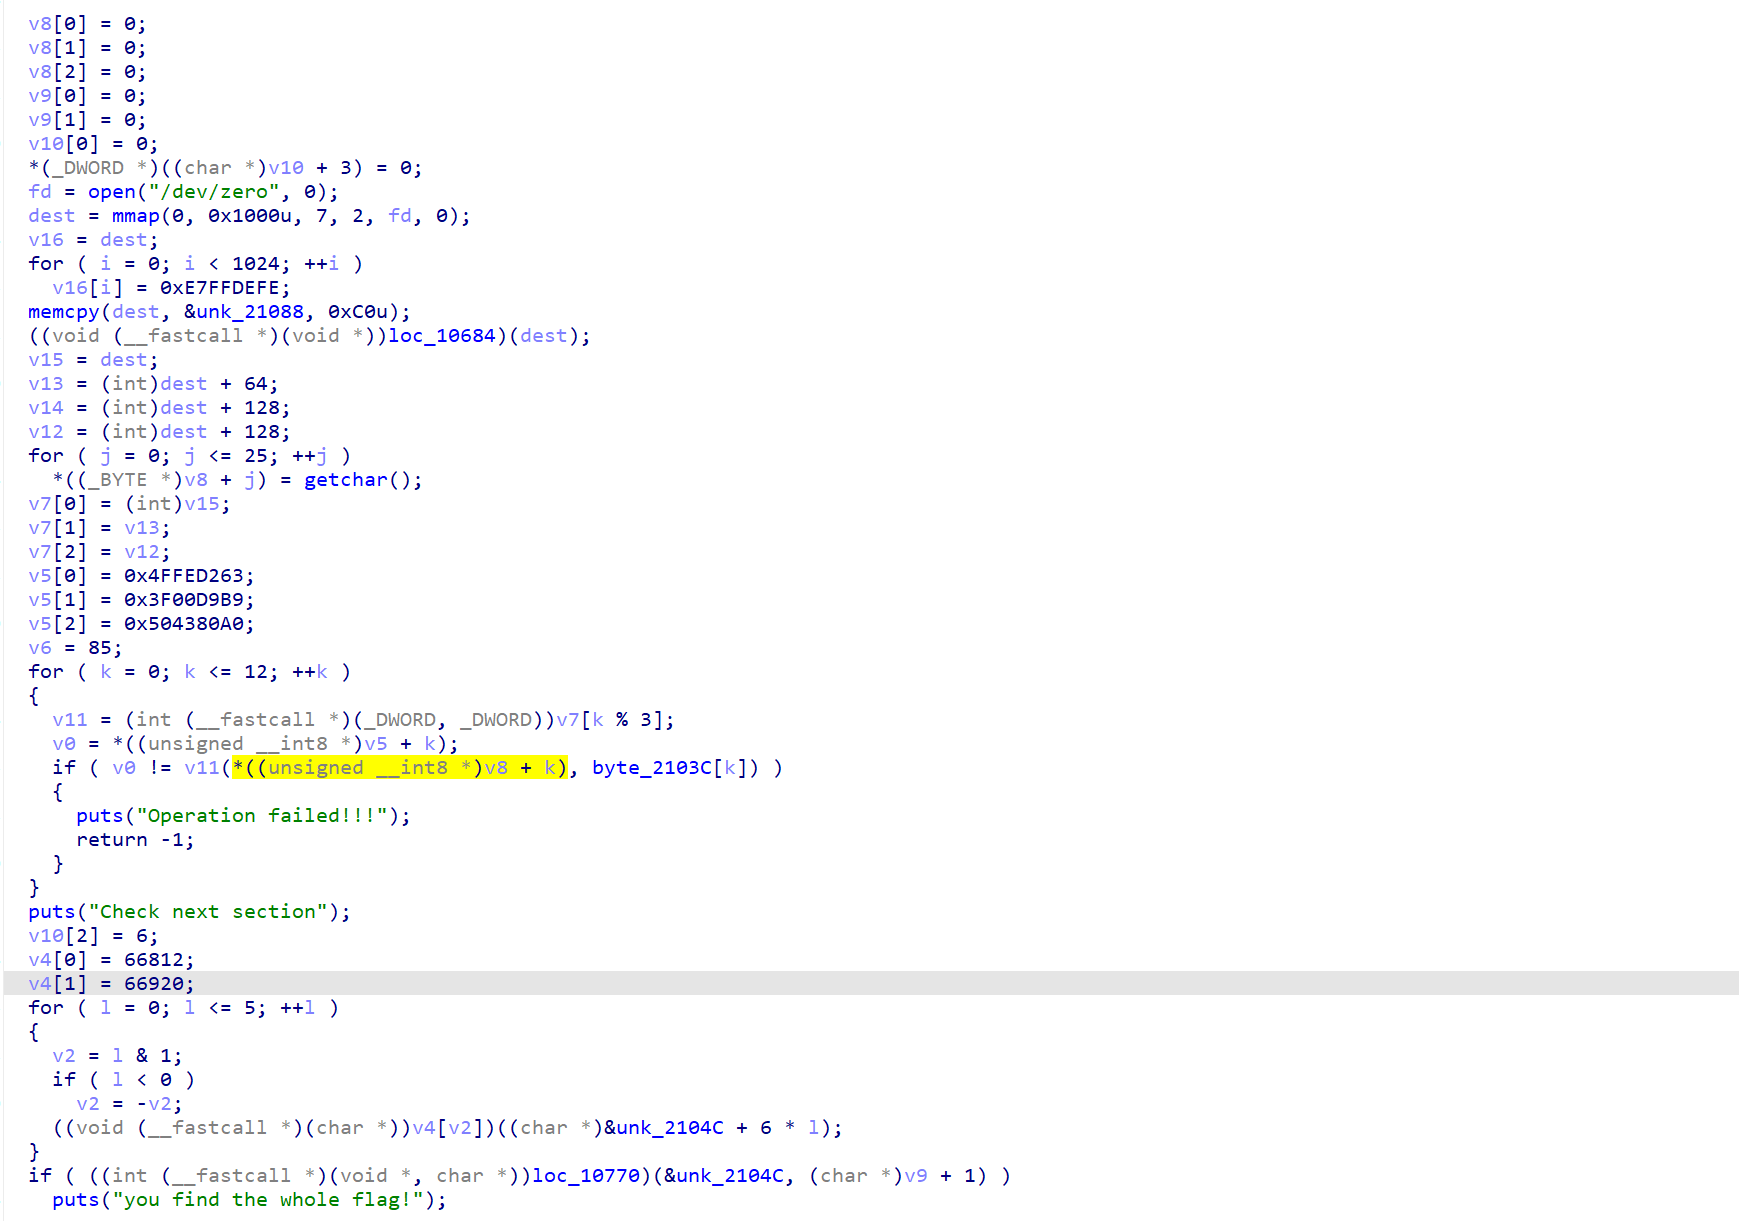 v8[0] = 0;
v8[1] = 0;
v8[2] = 0;
v9[0] = 0;
v9[1] = 0;
v10[0] = 0;
*(_DWORD *)((char *)v10 + 3) = 0;
fd = open("/dev/zero", 0);
dest = mmap(0, 0x1000u, 7, 2, fd, 0);
v16 = dest;
for ( i = 0; i < 1024; ++i )
  v16[i] = 0xE7FFDEFE;
memcpy(dest, &unk_21088, 0xC0u);
((void (__fastcall *)(void *))loc_10684)(dest);
v15 = dest;
v13 = (int)dest + 64;
v14 = (int)dest + 128;
v12 = (int)dest + 128;
for ( j = 0; j <= 25; ++j )
  *((_BYTE *)v8 + j) = getchar();
v7[0] = (int)v15;
v7[1] = v13;
v7[2] = v12;
v5[0] = 0x4FFED263;
v5[1] = 0x3F00D9B9;
v5[2] = 0x504380A0;
v6 = 85;
for ( k = 0; k <= 12; ++k )
{
  v11 = (int (__fastcall *)(_DWORD, _DWORD))v7[k % 3];
  v0 = *((unsigned __int8 *)v5 + k);
  if ( v0 != v11(*((unsigned __int8 *)v8 + k), byte_2103C[k]) )
  {
    puts("Operation failed!!!");
    return -1;
  }
}
puts("Check next section");
v10[2] = 6;
v4[0] = 66812;
v4[1] = 66920;
for ( l = 0; l <= 5; ++l )
{
  v2 = l & 1;
  if ( l < 0 )
    v2 = -v2;
  ((void (__fastcall *)(char *))v4[v2])((char *)&unk_2104C + 6 * l);
}
if ( ((int (__fastcall *)(void *, char *))loc_10770)(&unk_2104C, (char *)v9 + 1) )
  puts("you find the whole flag!");